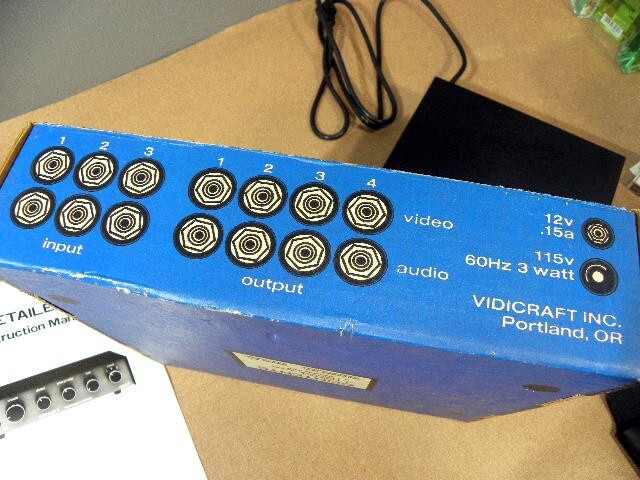 1 2 3
1 2 3 4
video
audio
input
output
12v
.15a
115v
60Hz 3 watt
VIDICRAFT INC.
Portland, OR
ETAILE
ruction Man